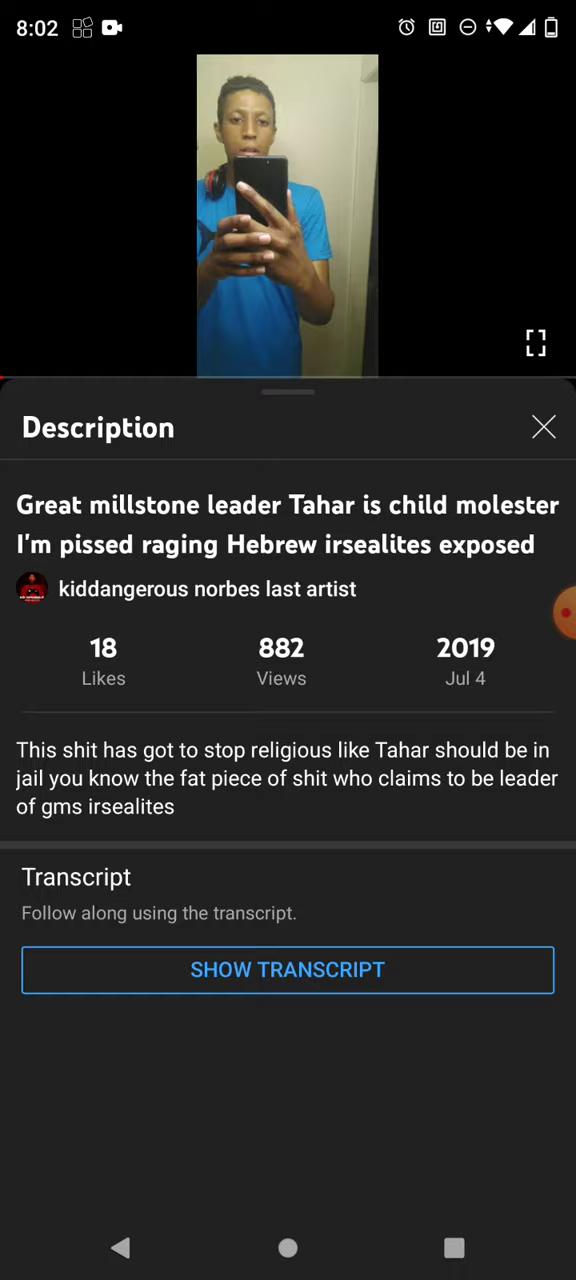 8:02
Description
Great millstone leader Tahar is child molester
I'm pissed raging Hebrew irsealites exposed
kiddangerous norbes last artist
18 882 2019
Likes Views Jul 4
This shit has got to stop religious like Tahar should be in
jail you know the fat piece of shit who claims to be leader
of gms irsealites
Transcript
Follow along using the transcript.
SHOW TRANSCRIPT